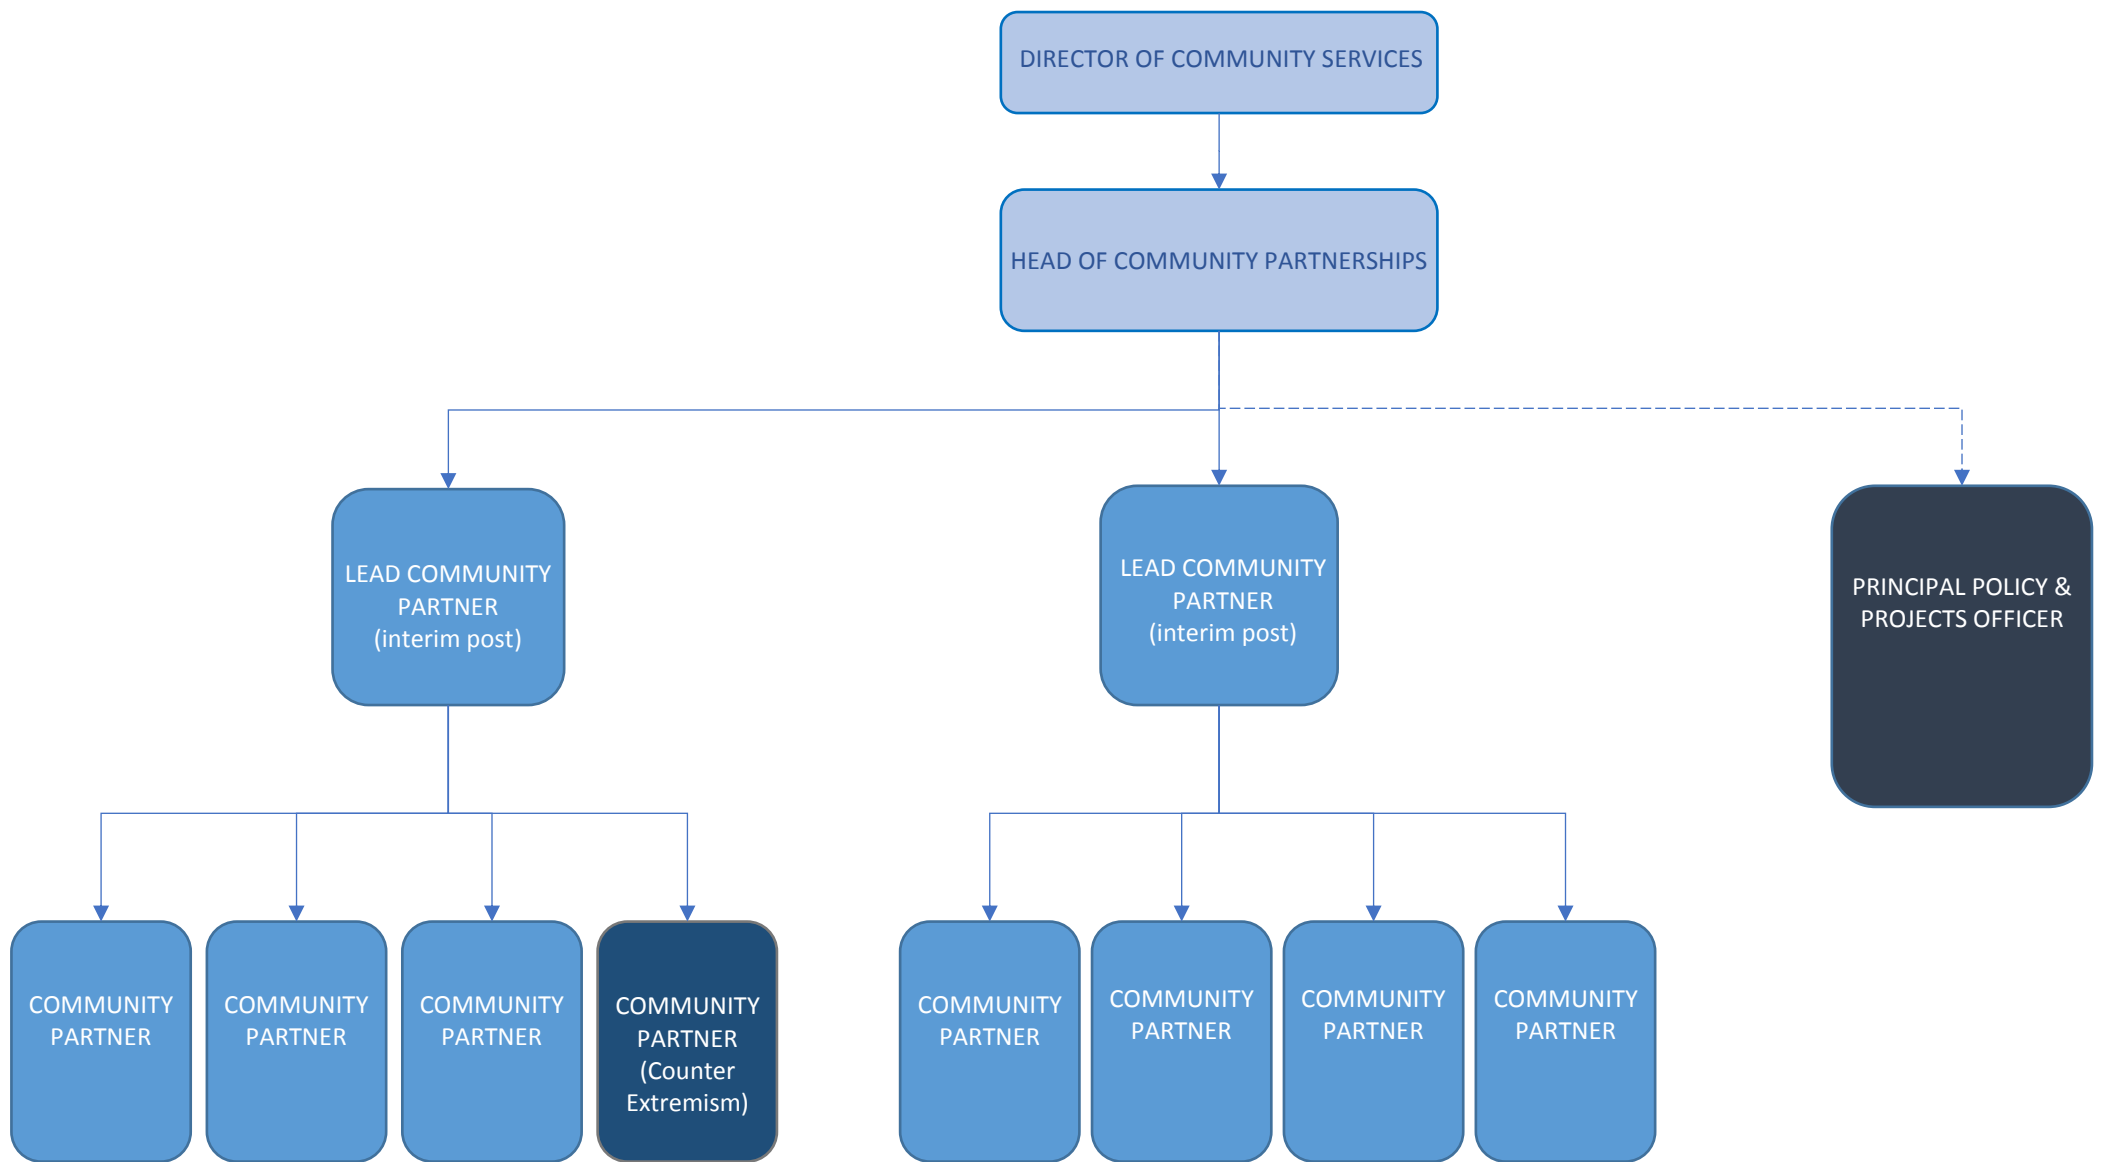 DIRECTOR OF COMMUNITY SERVICES
HEAD OF COMMUNITY PARTNERSHIPS
LEAD COMMUNITY
PARTNER
(interim post)
LEAD COMMUNITY
PARTNER
(interim post)
PRINCIPAL POLICY &
PROJECTS OFFICER
COMMUNITY
PARTNER
COMMUNITY
PARTNER
COMMUNITY
PARTNER
COMMUNITY
PARTNER
(Counter
Extremism)
COMMUNITY
PARTNER
COMMUNITY
PARTNER
COMMUNITY
PARTNER
COMMUNITY
PARTNER